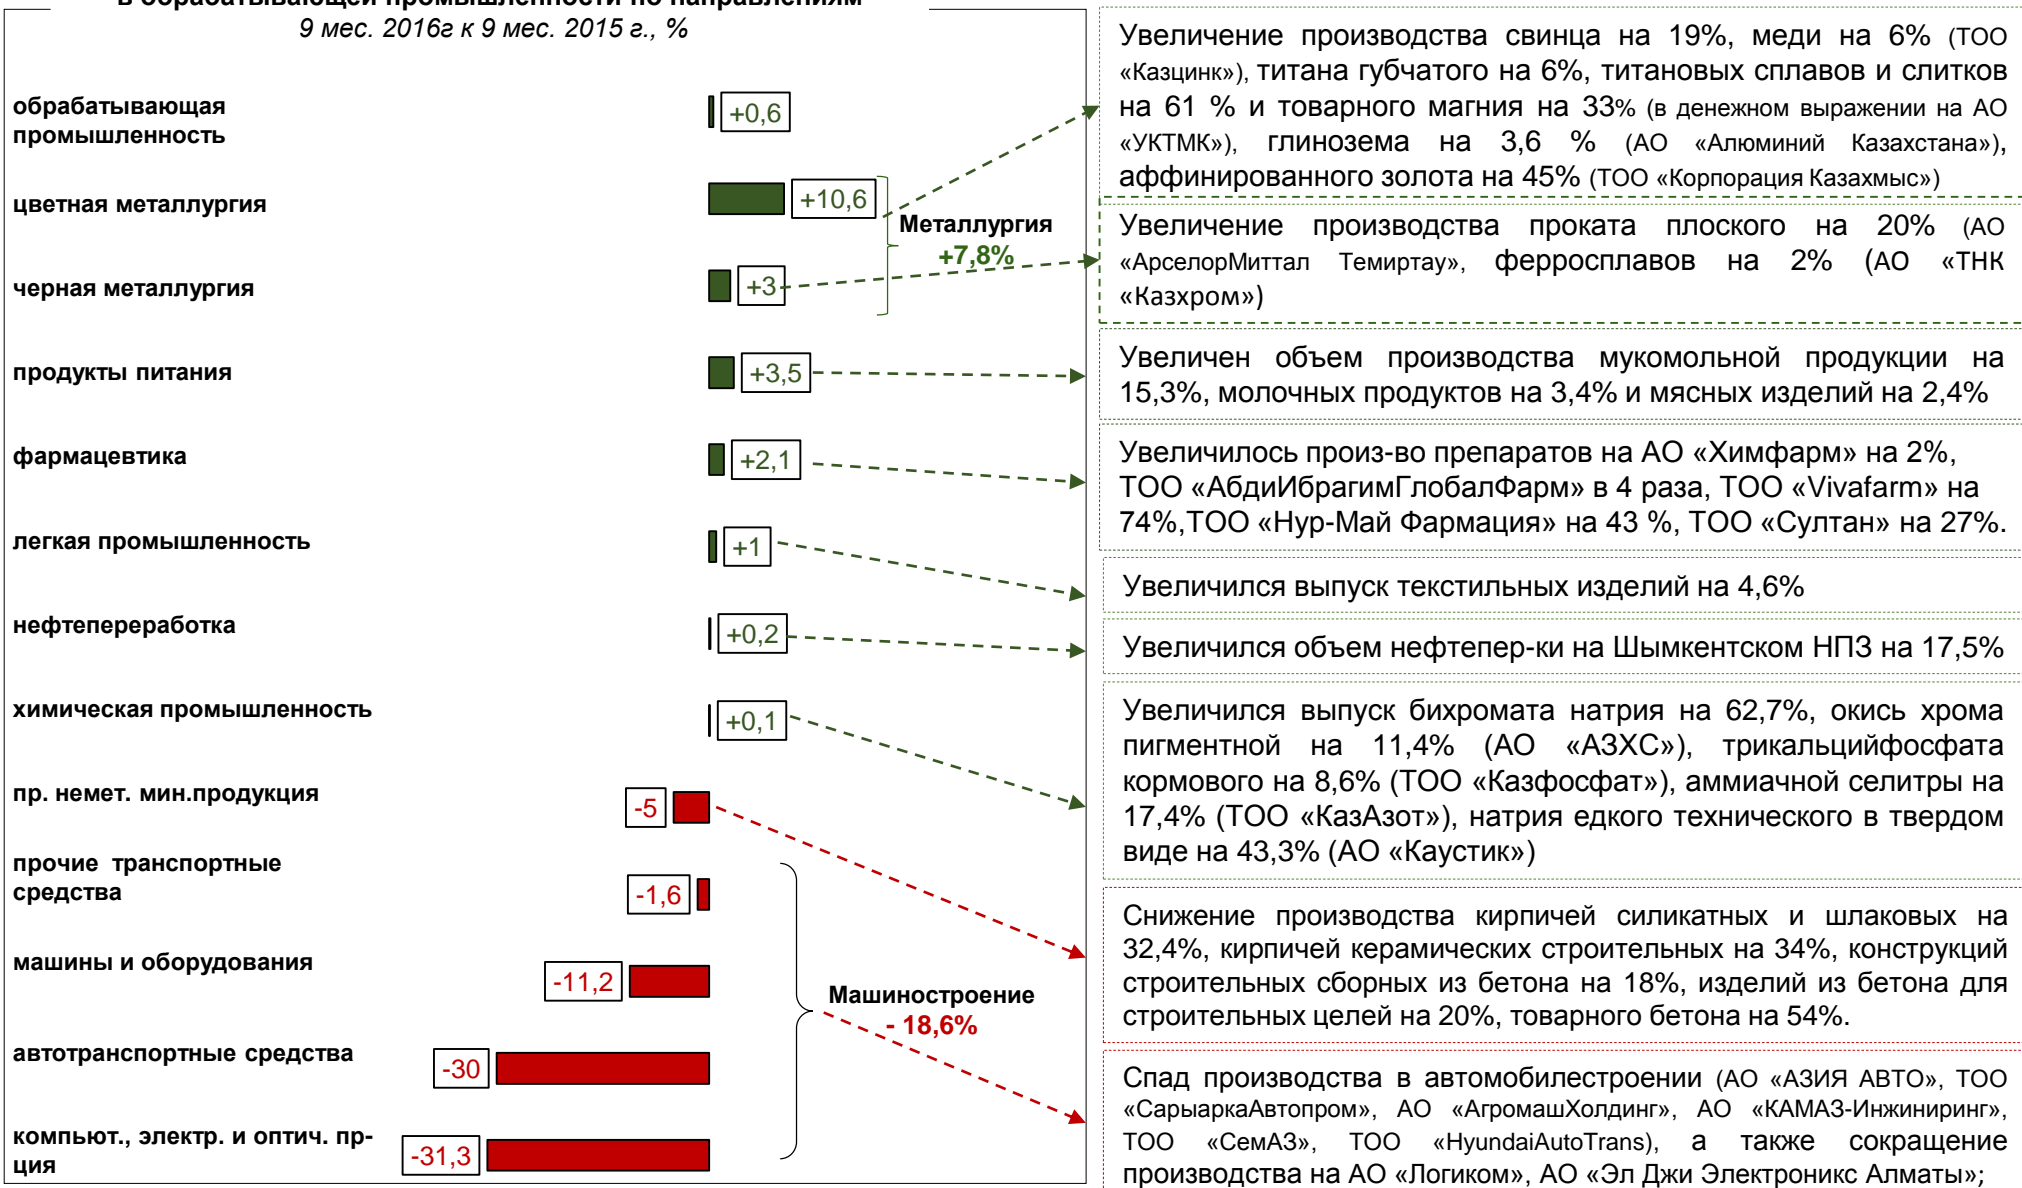 в обрабатывающей промышленности по направлениям
9 мес. 2016г к 9 мес. 2015 г., %
обрабатывающая
промышленность
+0,6
цветная металлургия
+10,6
Металлургия
+7,8%
черная металлургия
+3
продукты питания
+3,5
фармацевтика
+2,1
легкая промышленность
+1
нефтепереработка
+0,2
химическая промышленность
+0,1
пр. немет. мин.продукция
-5
прочие транспортные
средства
-1,6
машины и оборудования
-11,2
Машиностроение
- 18,6%
автотранспортные средства
-30
компьют., электр. и оптич. пр-
ция
-31,3
Увеличение производства свинца на 19%, меди на 6% (ТОО
«Казцинк»), титана губчатого на 6%, титановых сплавов и слитков
на 61 % и товарного магния на 33% (в денежном выражении на АО
«УКТМК»), глинозема на 3,6 % (АО «Алюминий Казахстана»),
аффинированного золота на 45% (ТОО «Корпорация Казахмыс»)
Увеличение производства проката плоского на 20% (АО
«АрселорМиттал Темиртау», ферросплавов на 2% (АО «ТНК
«Казхром»)
Увеличен объем производства мукомольной продукции на
15,3%, молочных продуктов на 3,4% и мясных изделий на 2,4%
Увеличилось произ-во препаратов на АО «Химфарм» на 2%,
ТОО «АбдиИбрагимГлобалФарм» в 4 раза, ТОО «Vivafarm» на
74%,ТОО «Нур-Май Фармация» на 43 %, ТОО «Султан» на 27%.
Увеличился выпуск текстильных изделий на 4,6%
Увеличился объем нефтепер-ки на Шымкентском НПЗ на 17,5%
Увеличился выпуск бихромата натрия на 62,7%, окись хрома
пигментной на 11,4% (АО «АЗХС»), трикальцийфосфата
кормового на 8,6% (ТОО «Казфосфат»), аммиачной селитры на
17,4% (ТОО «КазАзот»), натрия едкого технического в твердом
виде на 43,3% (АО «Каустик»)
Снижение производства кирпичей силикатных и шлаковых на
32,4%, кирпичей керамических строительных на 34%, конструкций
строительных сборных из бетона на 18%, изделий из бетона для
строительных целей на 20%, товарного бетона на 54%.
Спад производства в автомобилестроении (АО «АЗИЯ АВТО», ТОО
«СарыаркаАвтопром», АО «АгромашХолдинг», АО «КАМАЗ-Инжиниринг»,
ТОО «СемАЗ», ТОО «HyundaiAutoTrans), а также сокращение
производства на АО «Логиком», АО «Эл Джи Электроникс Алматы»;